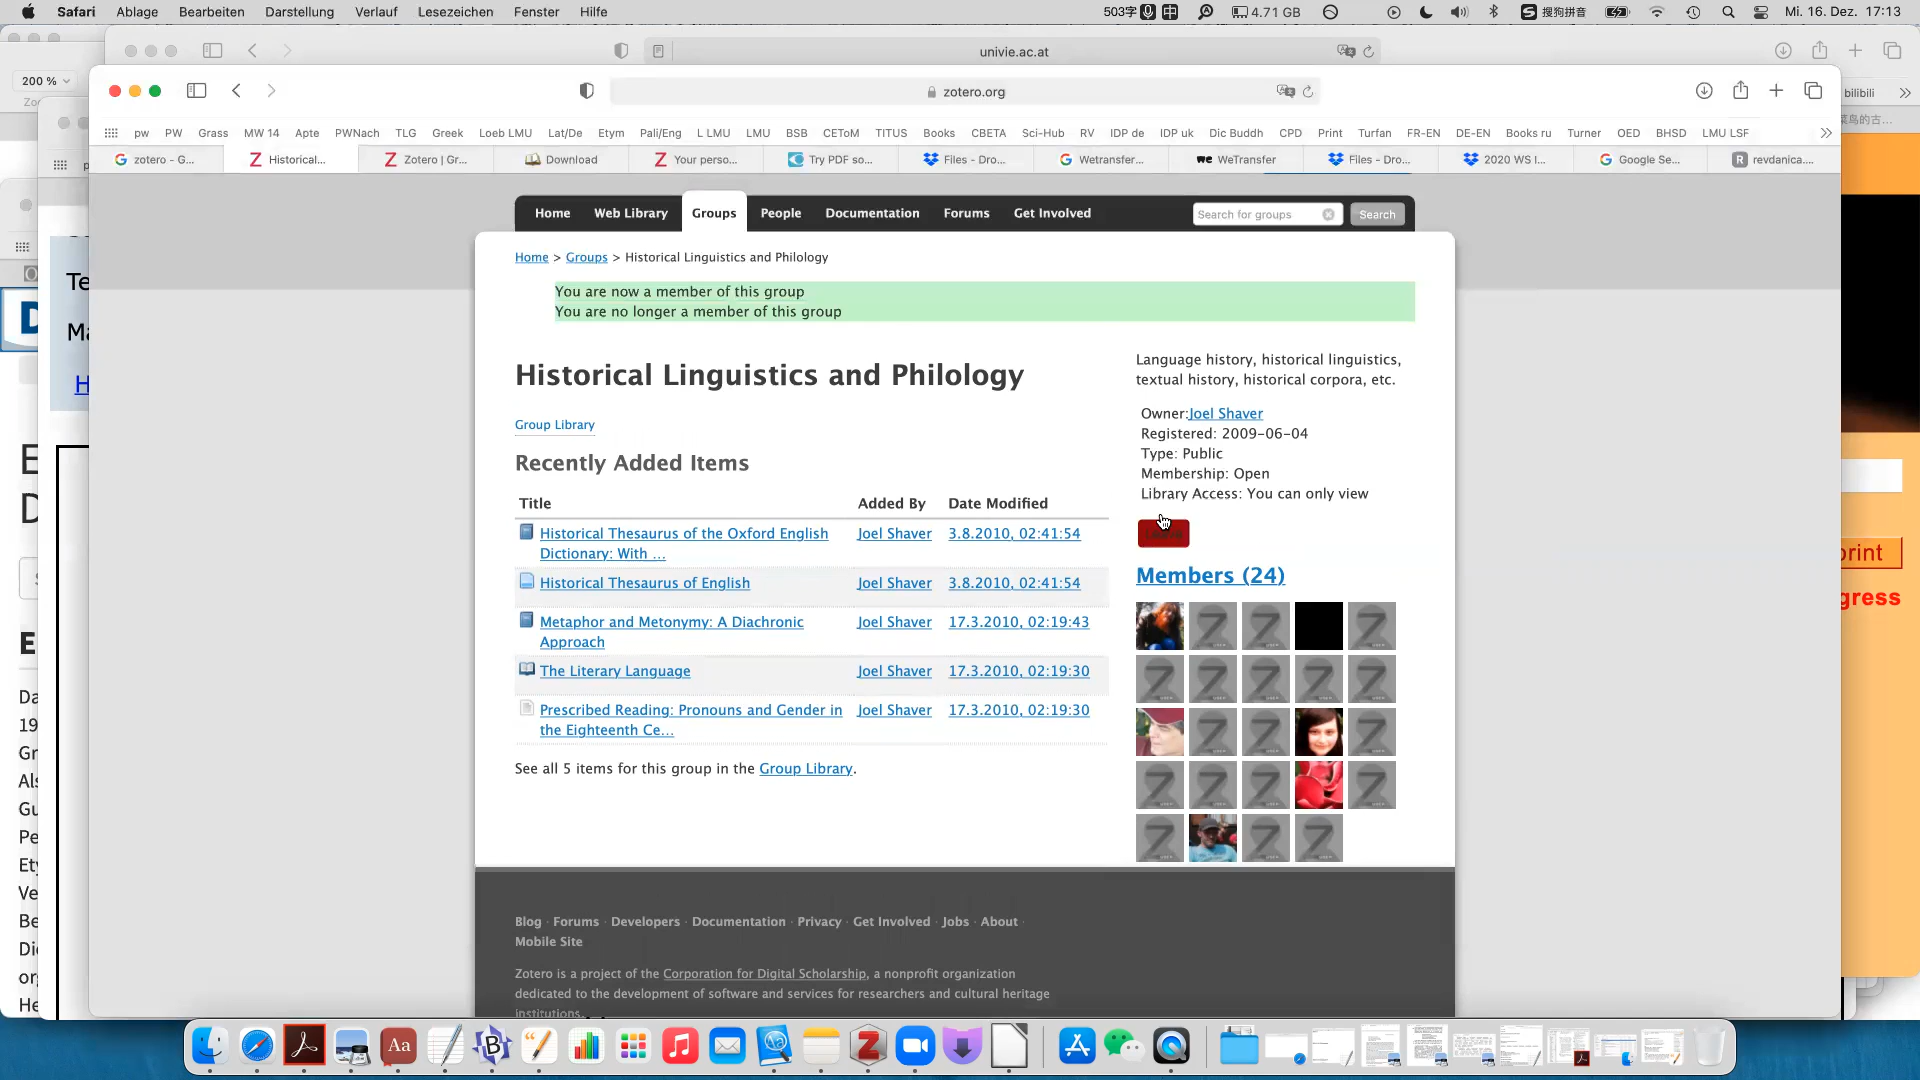 Safari Ablage Bearbeiten Darstellung Verlauf Lesezeichen Fenster Hilfe 503字 中 4.71 GB 搜狗拼音 Mi. 16. Dez. 17:13
univie.ac.at
200 %
zotero.org
bilibili
pw PW Grass MW 14 Apte PWNach TLG Greek Loeb LMU Lat/De Etym Pali/Eng L LMU LMU BSB CEToM TITUS Books CBETA Sci-Hub RV IDP de IDP uk Dic Buddh CPD Print Turfan FR-EN DE-EN Books ru Turner OED BHSD LMU LSF
zotero - G... Historical... Zotero | Gr... Download Your perso... Try PDF so... Files - Dro... Wetransfer... WeTransfer Files - Dro... 2020 WS I... Google Se... revdanica....
Home Web Library Groups People Documentation Forums Get Involved Search for groups Search
Home > Groups > Historical Linguistics and Philology
You are now a member of this group
You are no longer a member of this group
Historical Linguistics and Philology
Language history, historical linguistics,
textual history, historical corpora, etc.
Owner:Joel Shaver
Registered: 2009-06-04
Type: Public
Membership: Open
Library Access: You can only view
Group Library
Recently Added Items
Title Added By Date Modified
Historical Thesaurus of the Oxford English Joel Shaver 3.8.2010, 02:41:54
Dictionary: With ...
Historical Thesaurus of English Joel Shaver 3.8.2010, 02:41:54
Metaphor and Metonymy: A Diachronic Joel Shaver 17.3.2010, 02:19:43
Approach
The Literary Language Joel Shaver 17.3.2010, 02:19:30
Prescribed Reading: Pronouns and Gender in Joel Shaver 17.3.2010, 02:19:30
the Eighteenth Ce...
See all 5 items for this group in the Group Library.
Members (24)
Blog · Forums · Developers · Documentation · Privacy · Get Involved · Jobs · About ·
Mobile Site
Zotero is a project of the Corporation for Digital Scholarship, a nonprofit organization
dedicated to the development of software and services for researchers and cultural heritage
institutions.